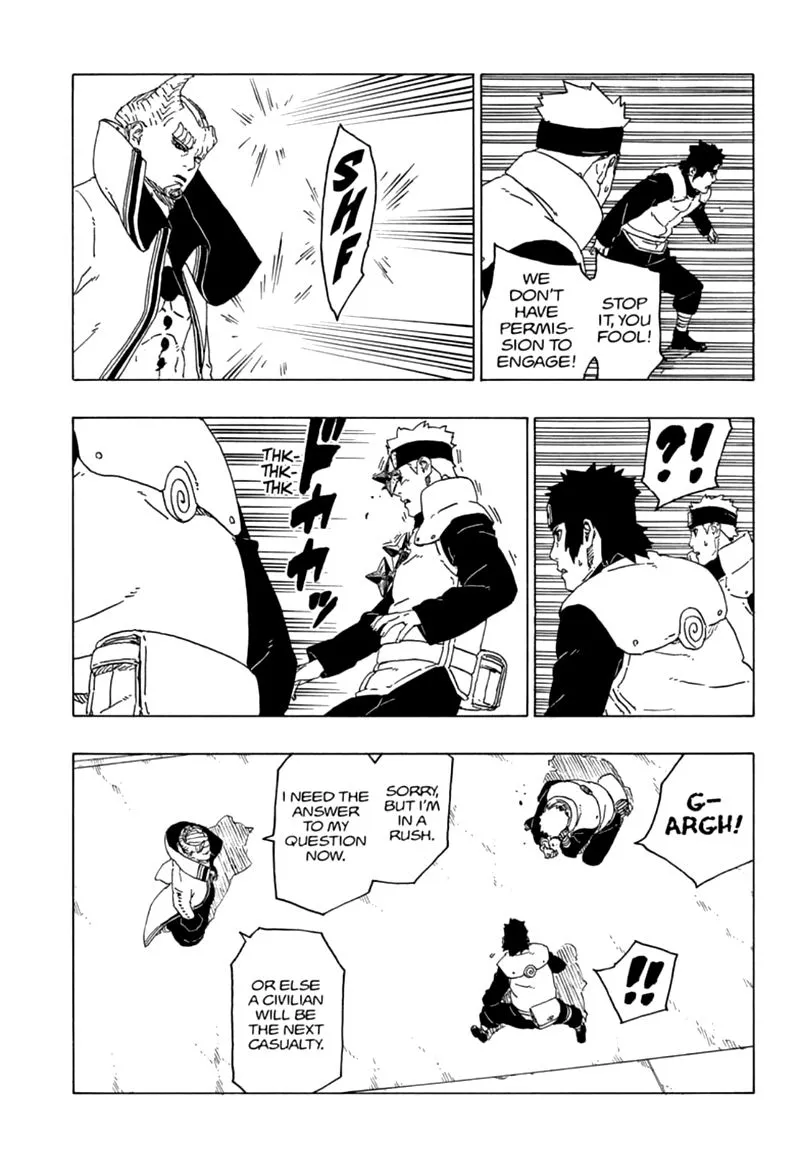 STOP
IT, YOU
FOOL!
WE
DON'T
HAVE
PERMIS-
SION TO
ENGAGE!
SHF
?!
ドカカカッ
THK-
THK-
THK
G-
ARGH!
SORRY,
BUT I'M
IN A
RUSH.
I NEED THE
ANSWER
TO MY
QUESTION
NOW.
!!
OR ELSE
A CIVILIAN
WILL BE
THE NEXT
CASUALTY.